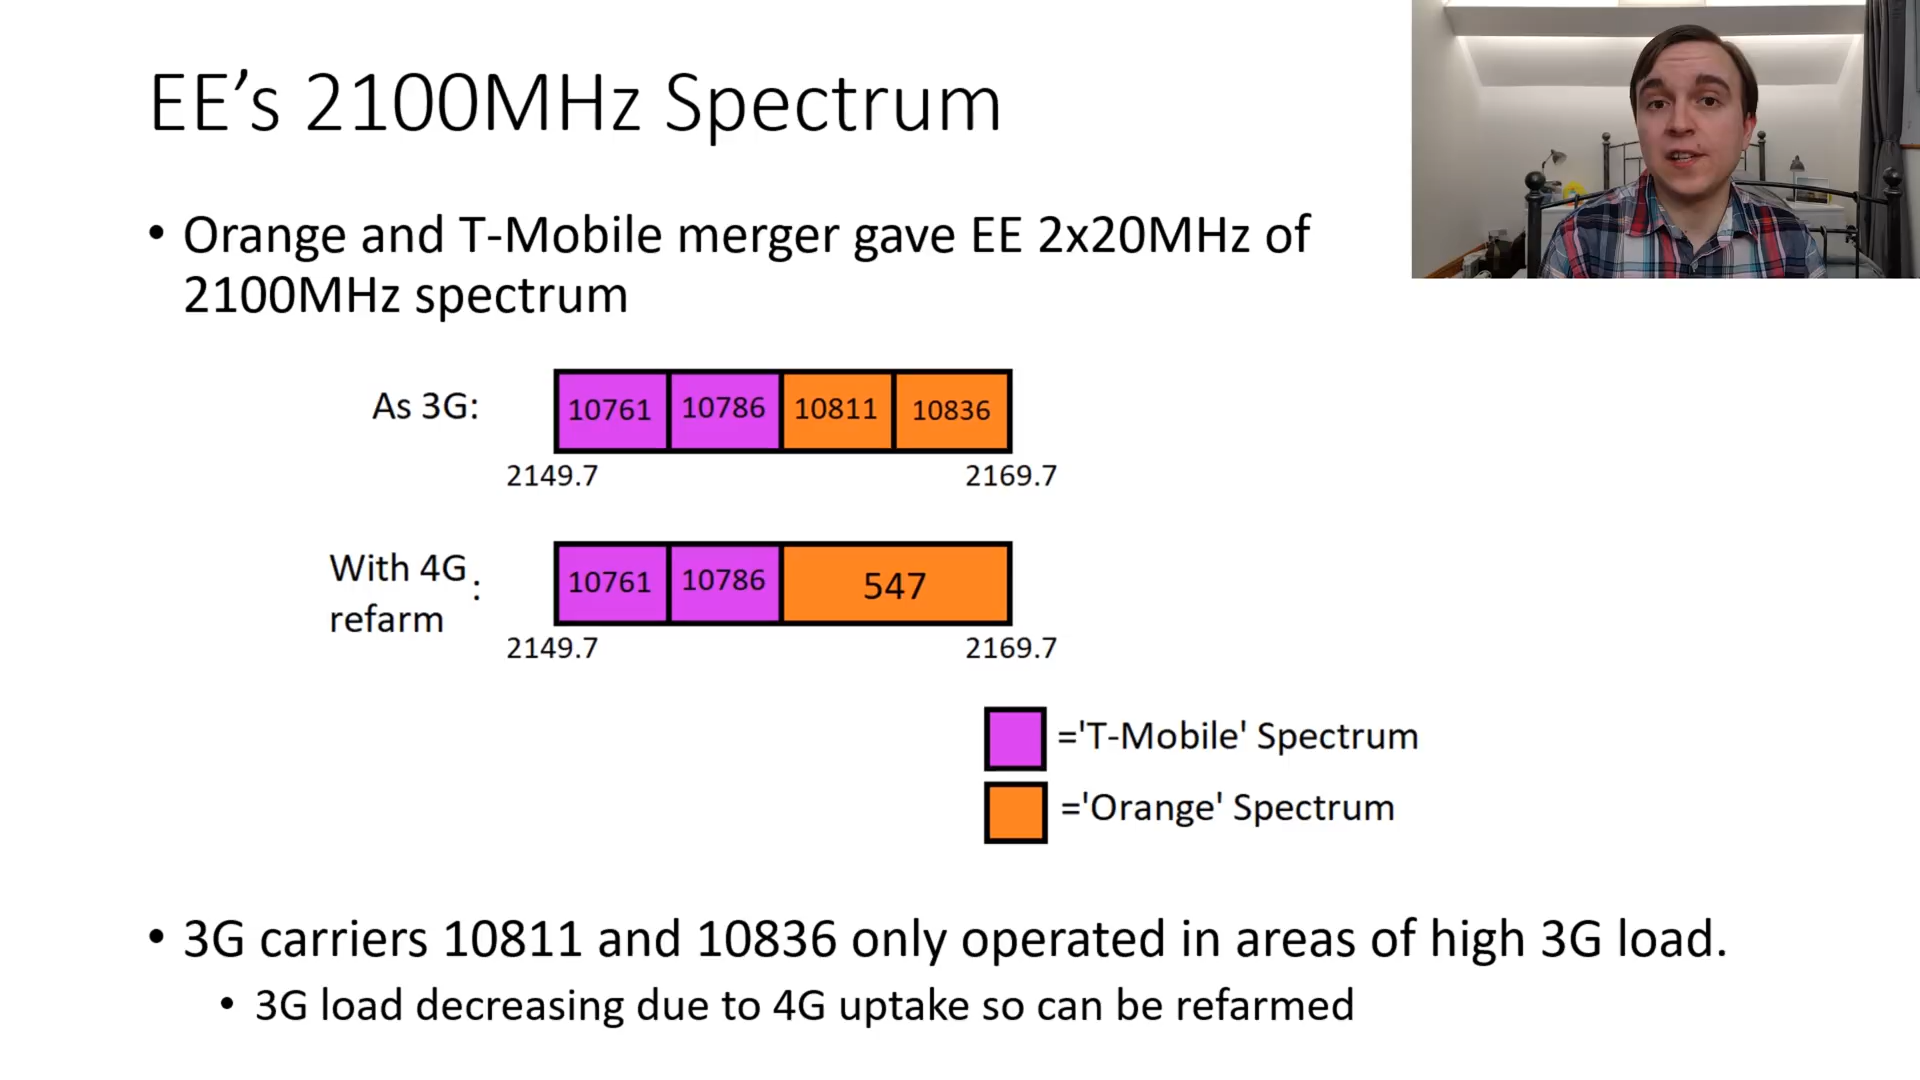 EE’s 2100MHz Spectrum
• Orange and T-Mobile merger gave EE 2x20MHz of
2100MHz spectrum
As 3G:
10761 10786 10811 10836
2149.7 2169.7
With 4G
refarm :
10761 10786 547
2149.7 2169.7
='T-Mobile' Spectrum
='Orange' Spectrum
• 3G carriers 10811 and 10836 only operated in areas of high 3G load.
• 3G load decreasing due to 4G uptake so can be refarmed